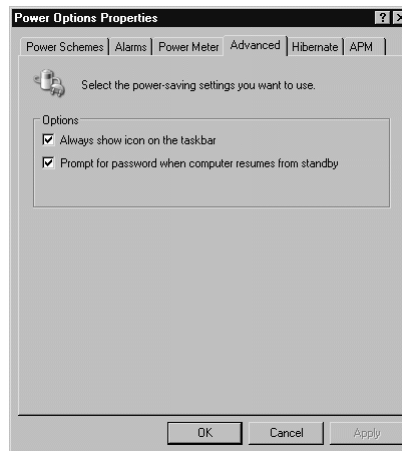 Power Options Properties
Power Schemes Alarms Power Meter Advanced Hibernate APM
Select the power-saving settings you want to use.
Options
Always show icon on the taskbar
Prompt for password when computer resumes from standby
OK Cancel Apply